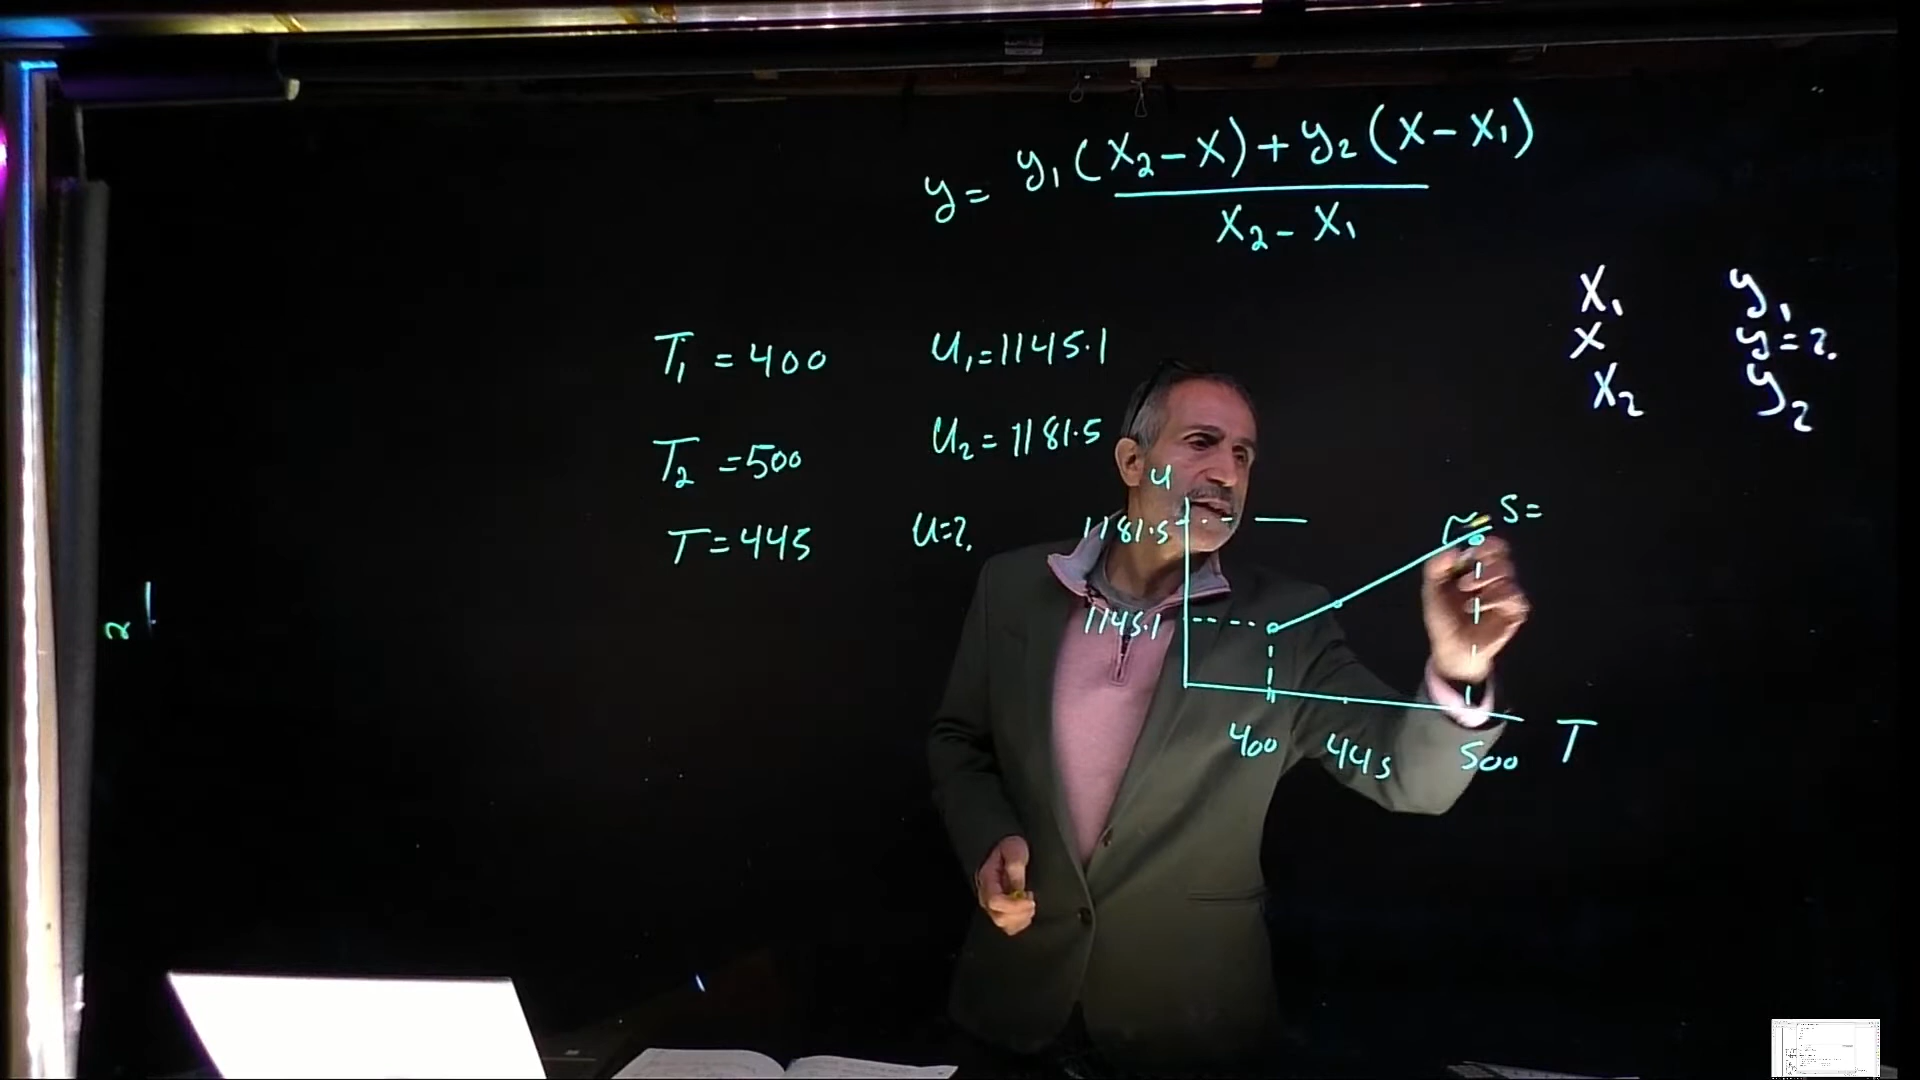 y = y₁(x₂-x)+y₂(x-x₁)
x₂ - x₁
x₁ y₁
x y=?
x₂ y₂
T₁ = 400 u₁=1145.1
T₂ =500 u₂=1181.5
T=445 u=?
u
1181.5
S=
1145.1
400 445 500 T